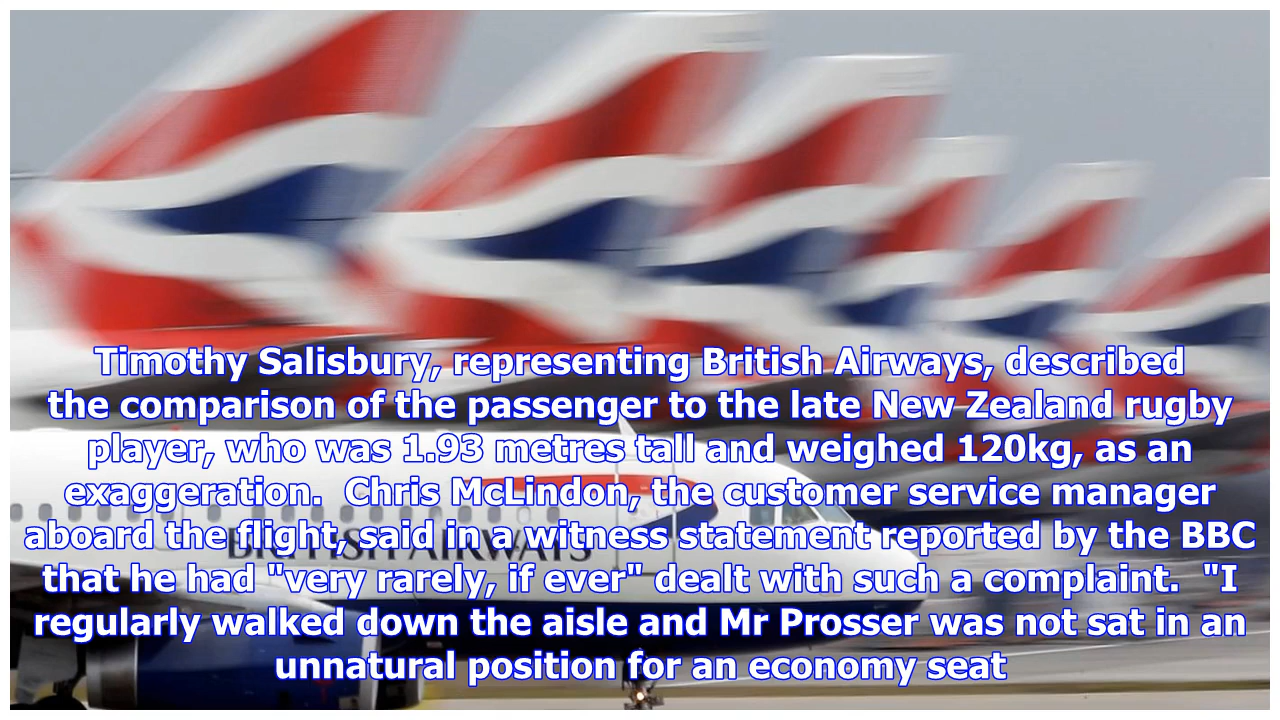 Timothy Salisbury, representing British Airways, described
the comparison of the passenger to the late New Zealand rugby
player, who was 1.93 metres tall and weighed 120kg, as an
exaggeration.  Chris McLindon, the customer service manager
aboard the flight, said in a witness statement reported by the BBC
BRITISH AIRWAYS
that he had "very rarely, if ever" dealt with such a complaint.  "I
regularly walked down the aisle and Mr Prosser was not sat in an
unnatural position for an economy seat